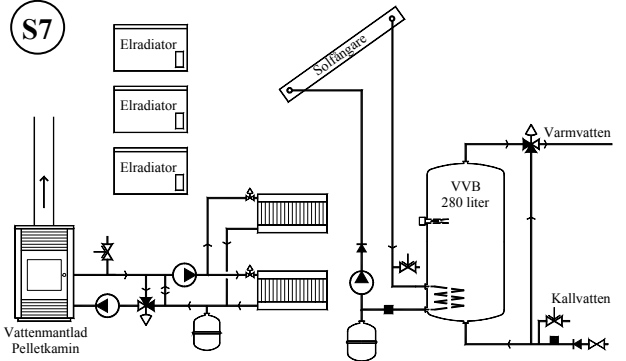 S7
Elradiator
Elradiator
Elradiator
Solfångare
Varmvatten
VVB
280 liter
Kallvatten
Vattenmantlad
Pelletkamin